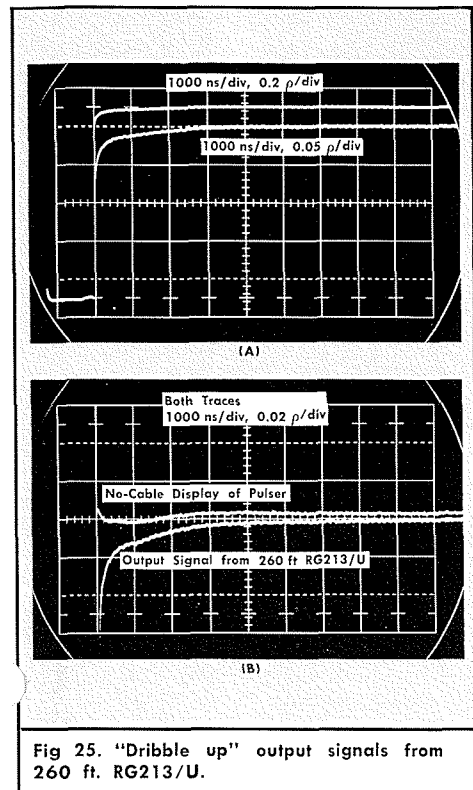 1000 ns/div, 0.2 ρ/div
1000 ns/div, 0.05 ρ/div
(A)
Both Traces
1000 ns/div, 0.02 ρ/div
No-Cable Display of Pulser
Output Signal from 260 ft RG213/U
(B)
Fig 25. "Dribble up" output signals from
260 ft. RG213/U.